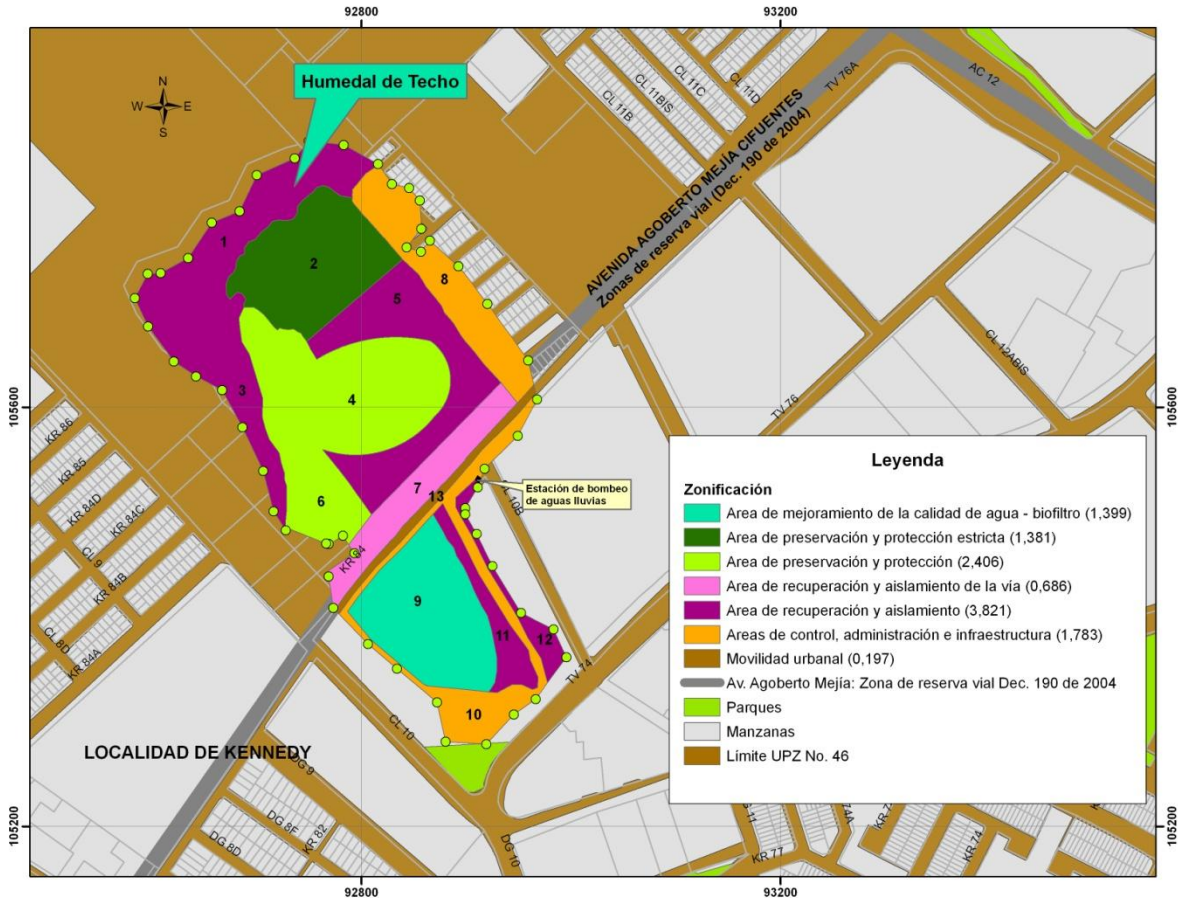 92800
93200
Humedal de Techo
N
W
E
S
CL 11B
CL 11BIS
CL 11C
CL 11D
TV 76A
AC 12
AVENIDA AGOBERTO MEJÍA CIFUENTES
Zonas de reserva vial (Dec. 190 de 2004)
1
2
5
8
3
4
6
7
13
9
11
12
10
CL 12ABIS
TV 76
105600
105600
KR 86
KR 85
KR 84D
KR 84C
CL 9
KR 84B
CL 8D
KR 84A
KR 84
10B
Estación de bombeo
de aguas lluvias
TV 74
CL 10
LOCALIDAD DE KENNEDY
DG 9
DG 8F
KR 82
DG 8D
DG 10
Leyenda
Zonificación
Area de mejoramiento de la calidad de agua - biofiltro (1,399)
Area de preservación y protección estricta (1,381)
Area de preservación y protección (2,406)
Area de recuperación y aislamiento de la vía (0,686)
Area de recuperación y aislamiento (3,821)
Areas de control, administración e infraestructura (1,783)
Movilidad urbanal (0,197)
Av. Agoberto Mejía: Zona de reserva vial Dec. 190 de 2004
Parques
Manzanas
Límite UPZ No. 46
KR 77
74A
KR 74
105200
105200
92800
93200